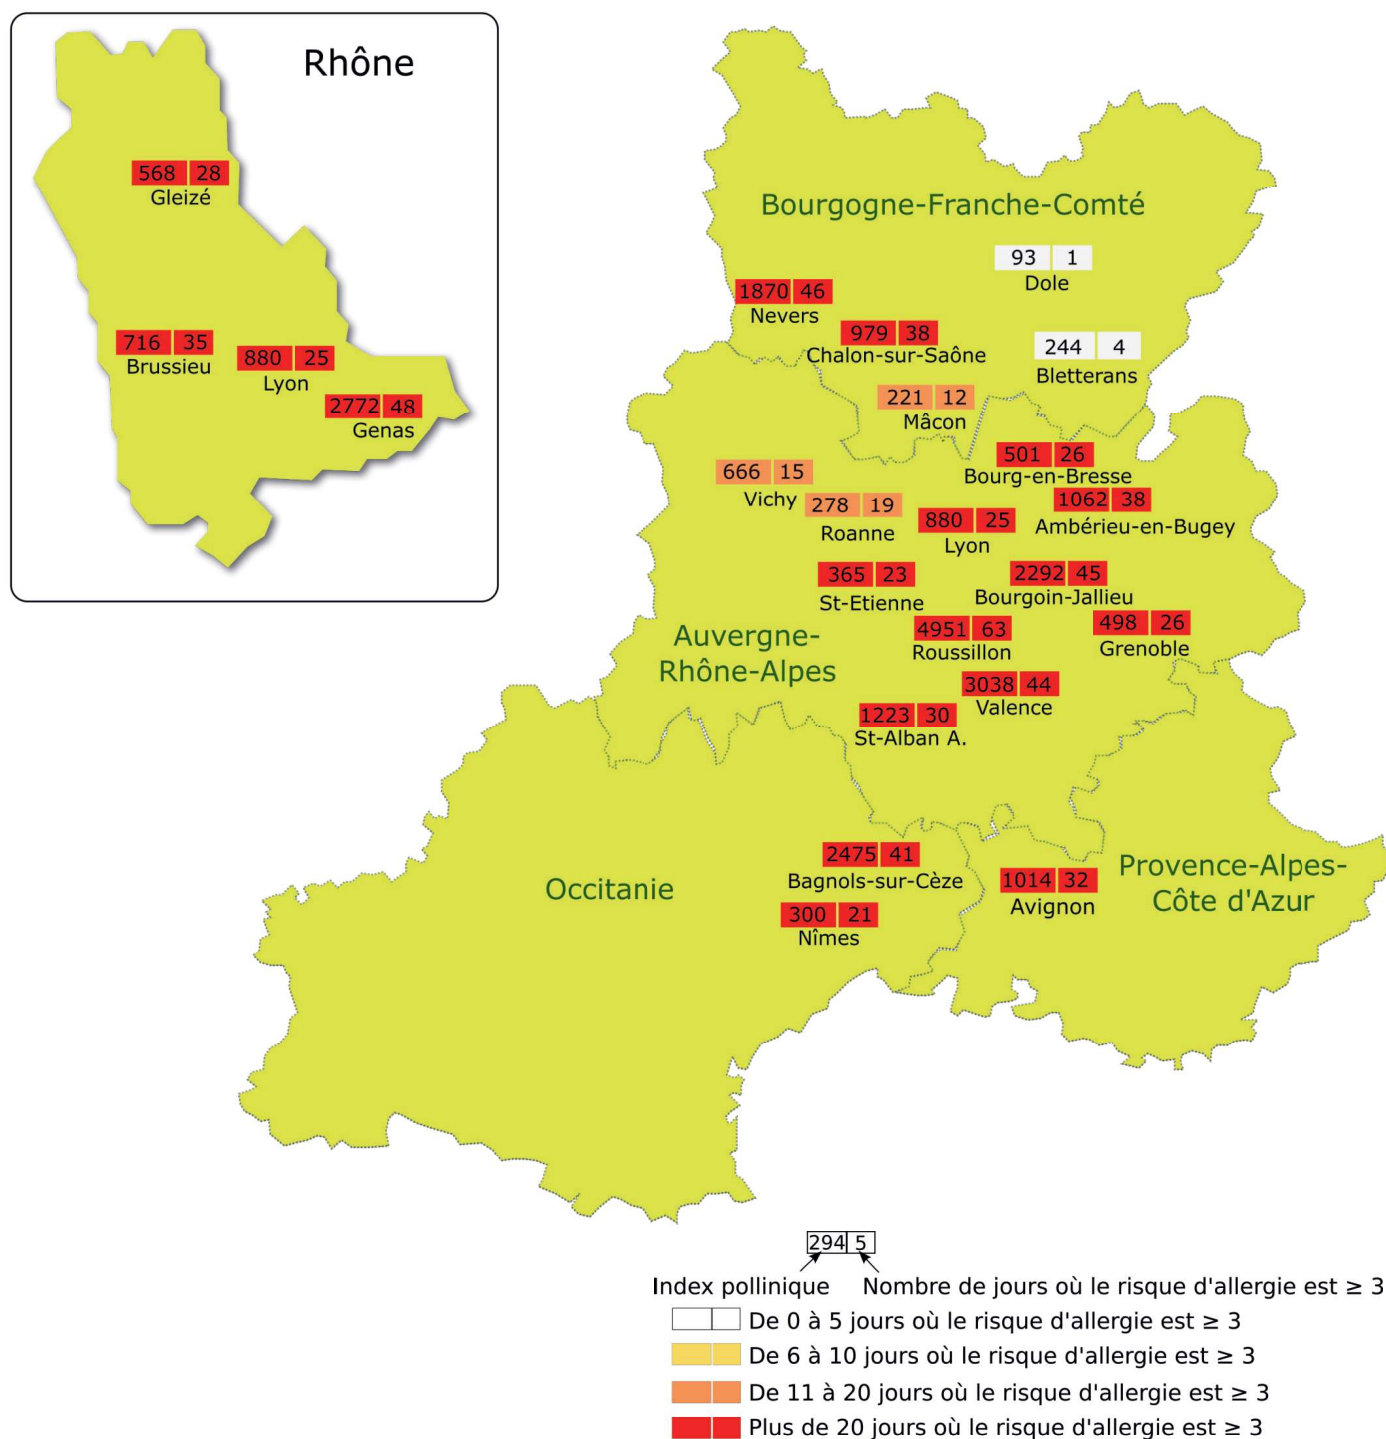 Rhône
568 28
Gleizé
716 35
Brussieu
880 25
Lyon
2772 48
Genas
Bourgogne-Franche-Comté
93 1
Dole
1870 46
Nevers
979 38
Chalon-sur-Saône
244 4
Bletterans
221 12
Mâcon
501 26
Bourg-en-Bresse
666 15
Vichy
278 19
Roanne
880 25
Lyon
1062 38
Ambérieu-en-Bugey
365 23
St-Etienne
2292 45
Bourgoin-Jallieu
4951 63
Roussillon
498 26
Grenoble
Auvergne-
Rhône-Alpes
3038 44
Valence
1223 30
St-Alban A.
2475 41
Bagnols-sur-Cèze
Occitanie
300 21
Nîmes
1014 32
Avignon
Provence-Alpes-
Côte d'Azur
294 5
Index pollinique Nombre de jours où le risque d'allergie est ≥ 3
De 0 à 5 jours où le risque d'allergie est ≥ 3
De 6 à 10 jours où le risque d'allergie est ≥ 3
De 11 à 20 jours où le risque d'allergie est ≥ 3
Plus de 20 jours où le risque d'allergie est ≥ 3